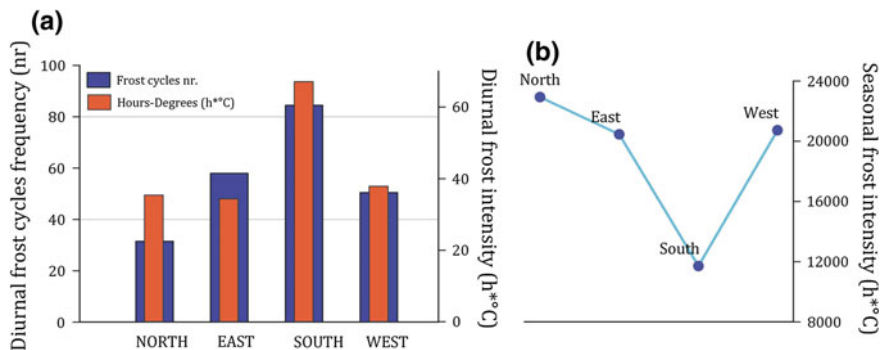 (a)
Diurnal frost cycles frequency (nr)
100
80
60
40
20
0
Frost cycles nr.
Hours-Degrees (h*°C)
NORTH EAST SOUTH WEST
60
40
20
0
Diurnal frost intensity (h*°C)
(b)
North
East
South
West
24000
20000
16000
12000
8000
Seasonal frost intensity (h*°C)